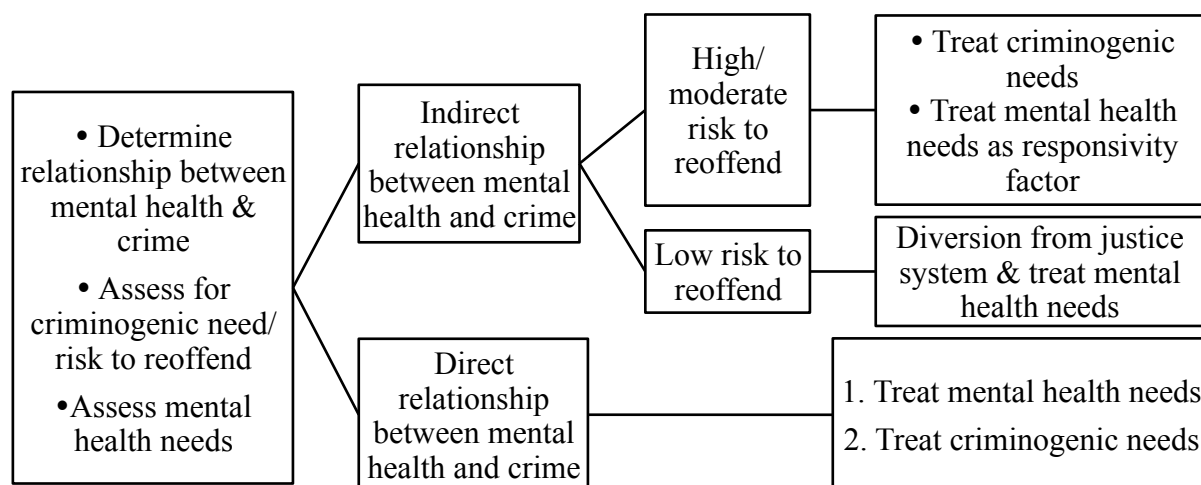 • Determine
relationship between
mental health &
crime
• Assess for
criminogenic need/
risk to reoffend
•Assess mental
health needs
Indirect
relationship
between mental
health and crime
High/
moderate
risk to
reoffend
• Treat criminogenic
needs
• Treat mental health
needs as responsivity
factor
Low risk to
reoffend
Diversion from justice
system & treat mental
health needs
Direct
relationship
between mental
health and crime
1. Treat mental health needs
2. Treat criminogenic needs